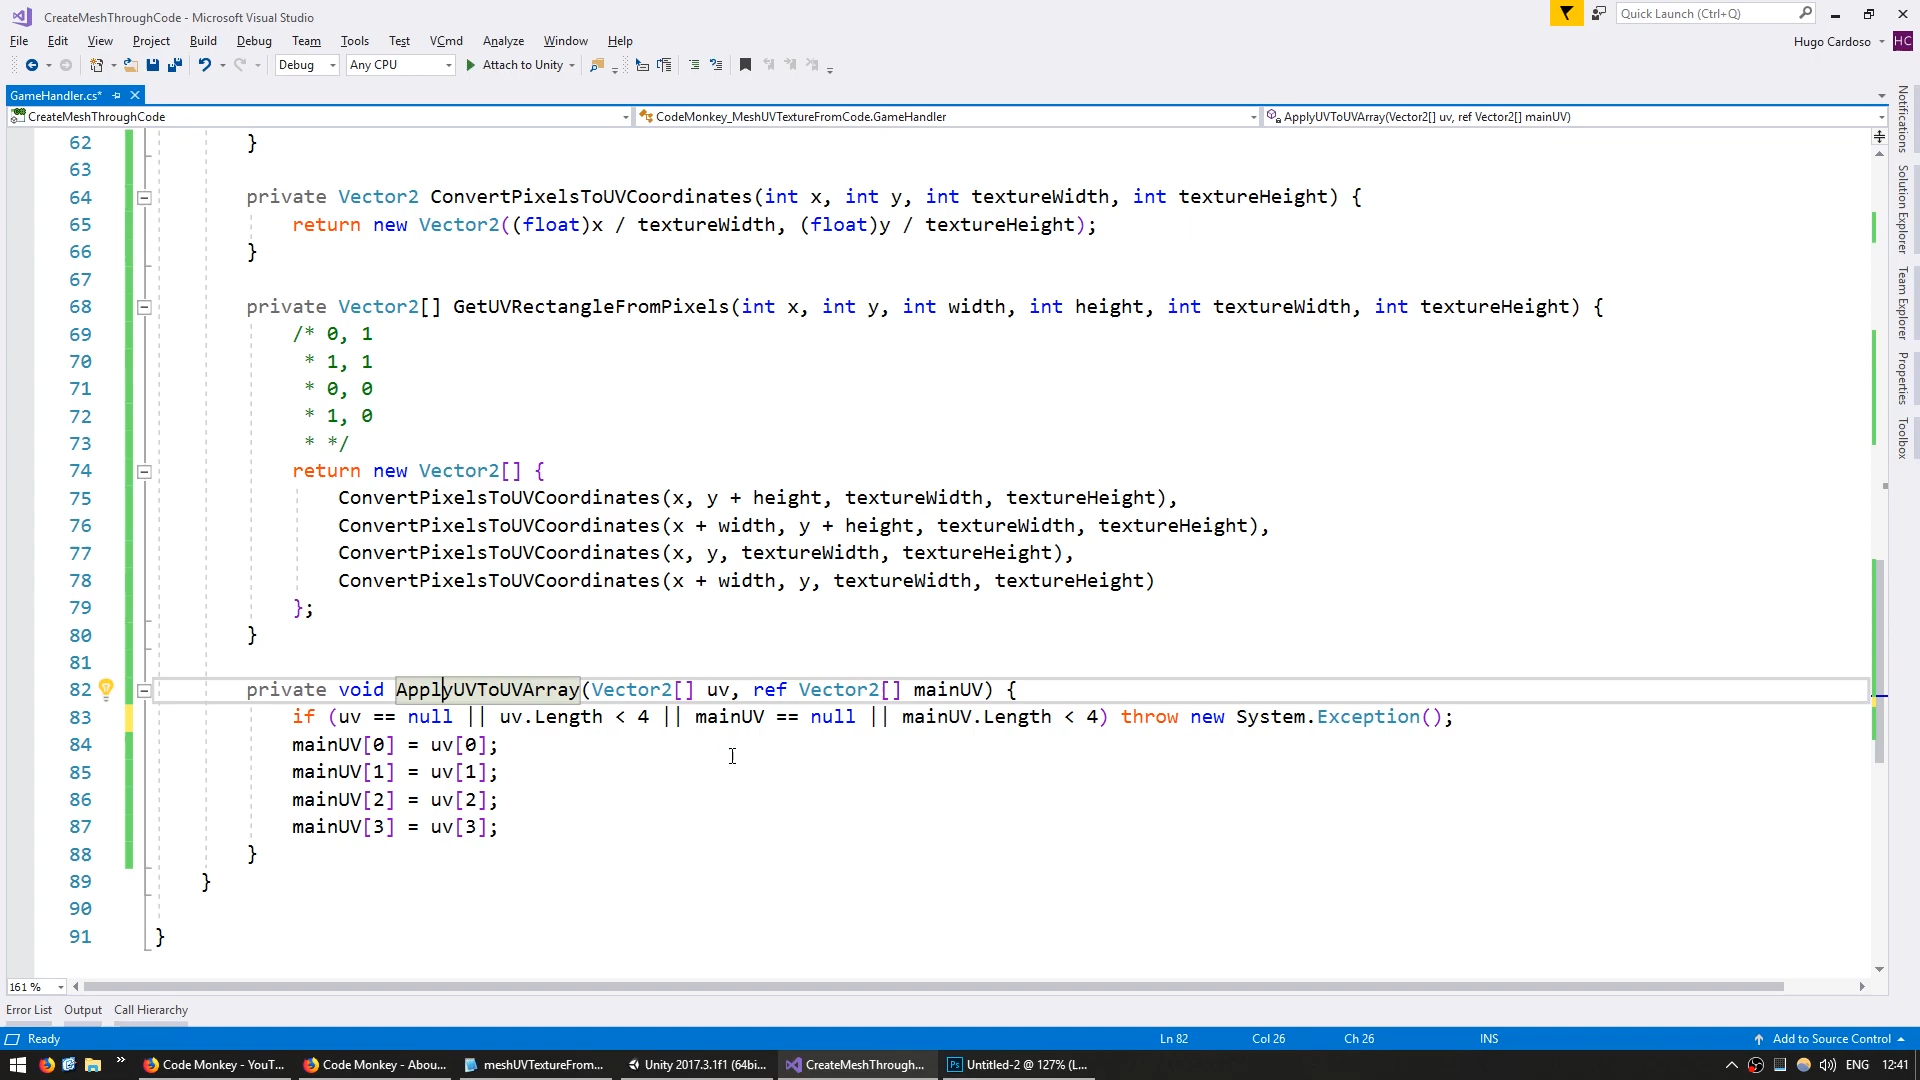 CreateMeshThroughCode - Microsoft Visual Studio
Quick Launch (Ctrl+Q)
File Edit View Project Build Debug Team Tools Test VCmd Analyze Window Help
Hugo Cardoso HC
Debug Any CPU Attach to Unity
GameHandler.cs*
CreateMeshThroughCode CodeMonkey_MeshUVTextureFromCode.GameHandler ApplyUVToUVArray(Vector2[] uv, ref Vector2[] mainUV)
62 }
63
64 private Vector2 ConvertPixelsToUVCoordinates(int x, int y, int textureWidth, int textureHeight) {
65 return new Vector2((float)x / textureWidth, (float)y / textureHeight);
66 }
67
68 private Vector2[] GetUVRectangleFromPixels(int x, int y, int width, int height, int textureWidth, int textureHeight) {
69 /* 0, 1
70 * 1, 1
71 * 0, 0
72 * 1, 0
73 * */
74 return new Vector2[] {
75 ConvertPixelsToUVCoordinates(x, y + height, textureWidth, textureHeight),
76 ConvertPixelsToUVCoordinates(x + width, y + height, textureWidth, textureHeight),
77 ConvertPixelsToUVCoordinates(x, y, textureWidth, textureHeight),
78 ConvertPixelsToUVCoordinates(x + width, y, textureWidth, textureHeight)
79 };
80 }
81
82 private void ApplyUVToUVArray(Vector2[] uv, ref Vector2[] mainUV) {
83 if (uv == null || uv.Length < 4 || mainUV == null || mainUV.Length < 4) throw new System.Exception();
84 mainUV[0] = uv[0];
85 mainUV[1] = uv[1];
86 mainUV[2] = uv[2];
87 mainUV[3] = uv[3];
88 }
89 }
90
91 }
Notifications
Solution Explorer
Team Explorer
Properties
Toolbox
161 %
Error List Output Call Hierarchy
Ready Ln 82 Col 26 Ch 26 INS Add to Source Control
Code Monkey - YouT... Code Monkey - Abou... meshUVTextureFrom... Unity 2017.3.1f1 (64bi... CreateMeshThrough... Ps Untitled-2 @ 127% (L... ENG 12:41